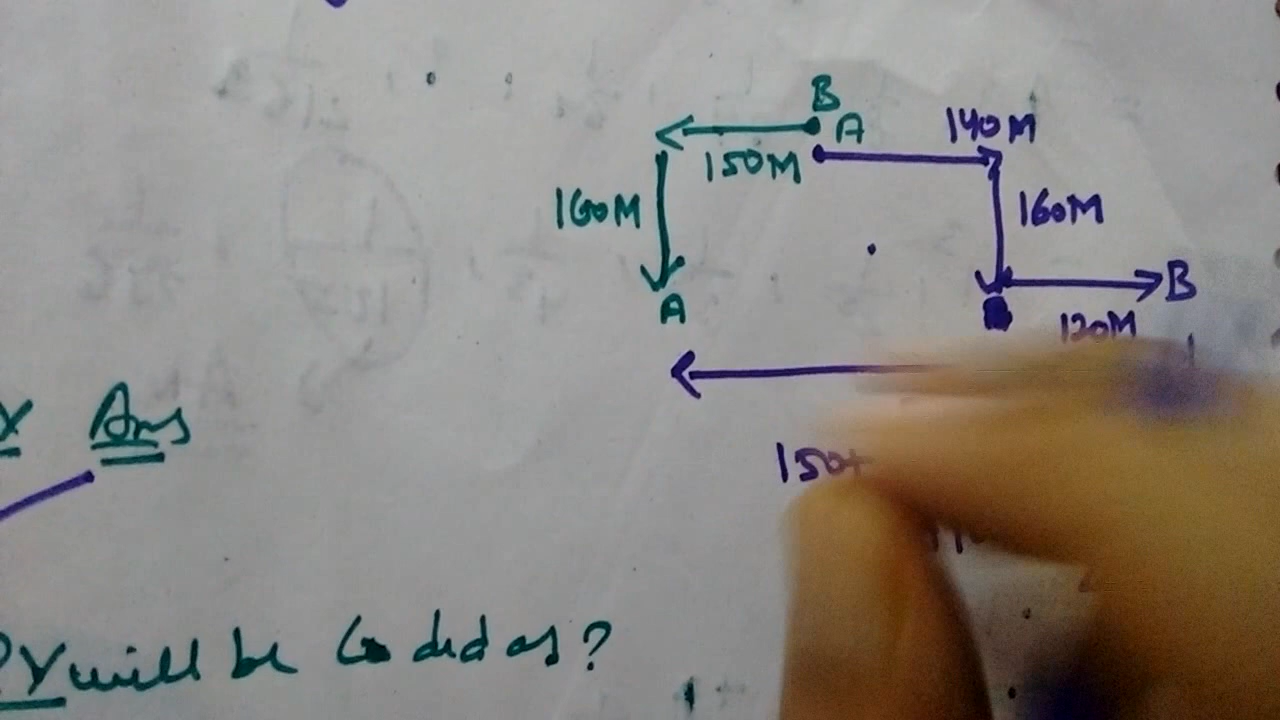 B
A
140M
150M
160M
160M
A
B
120M
150+
Ans
will be Coded as?